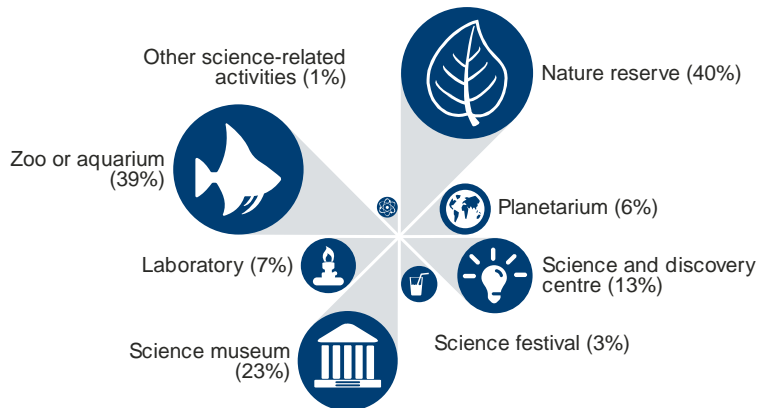 Other science-related
activities (1%)
Nature reserve (40%)
Zoo or aquarium
(39%)
Planetarium (6%)
Laboratory (7%)
Science and discovery
centre (13%)
Science museum
(23%)
Science festival (3%)